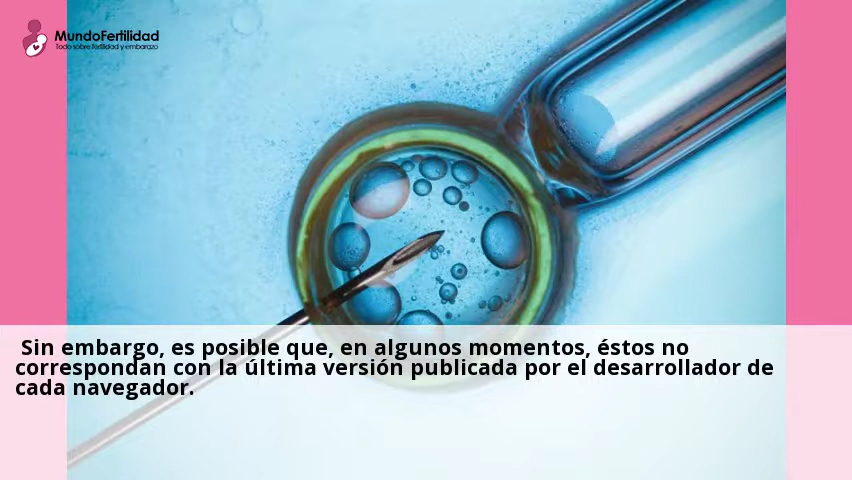 MundoFertilidad
Todo sobre fertilidad y embarazo
Sin embargo, es posible que, en algunos momentos, éstos no
correspondan con la última versión publicada por el desarrollador de
cada navegador.